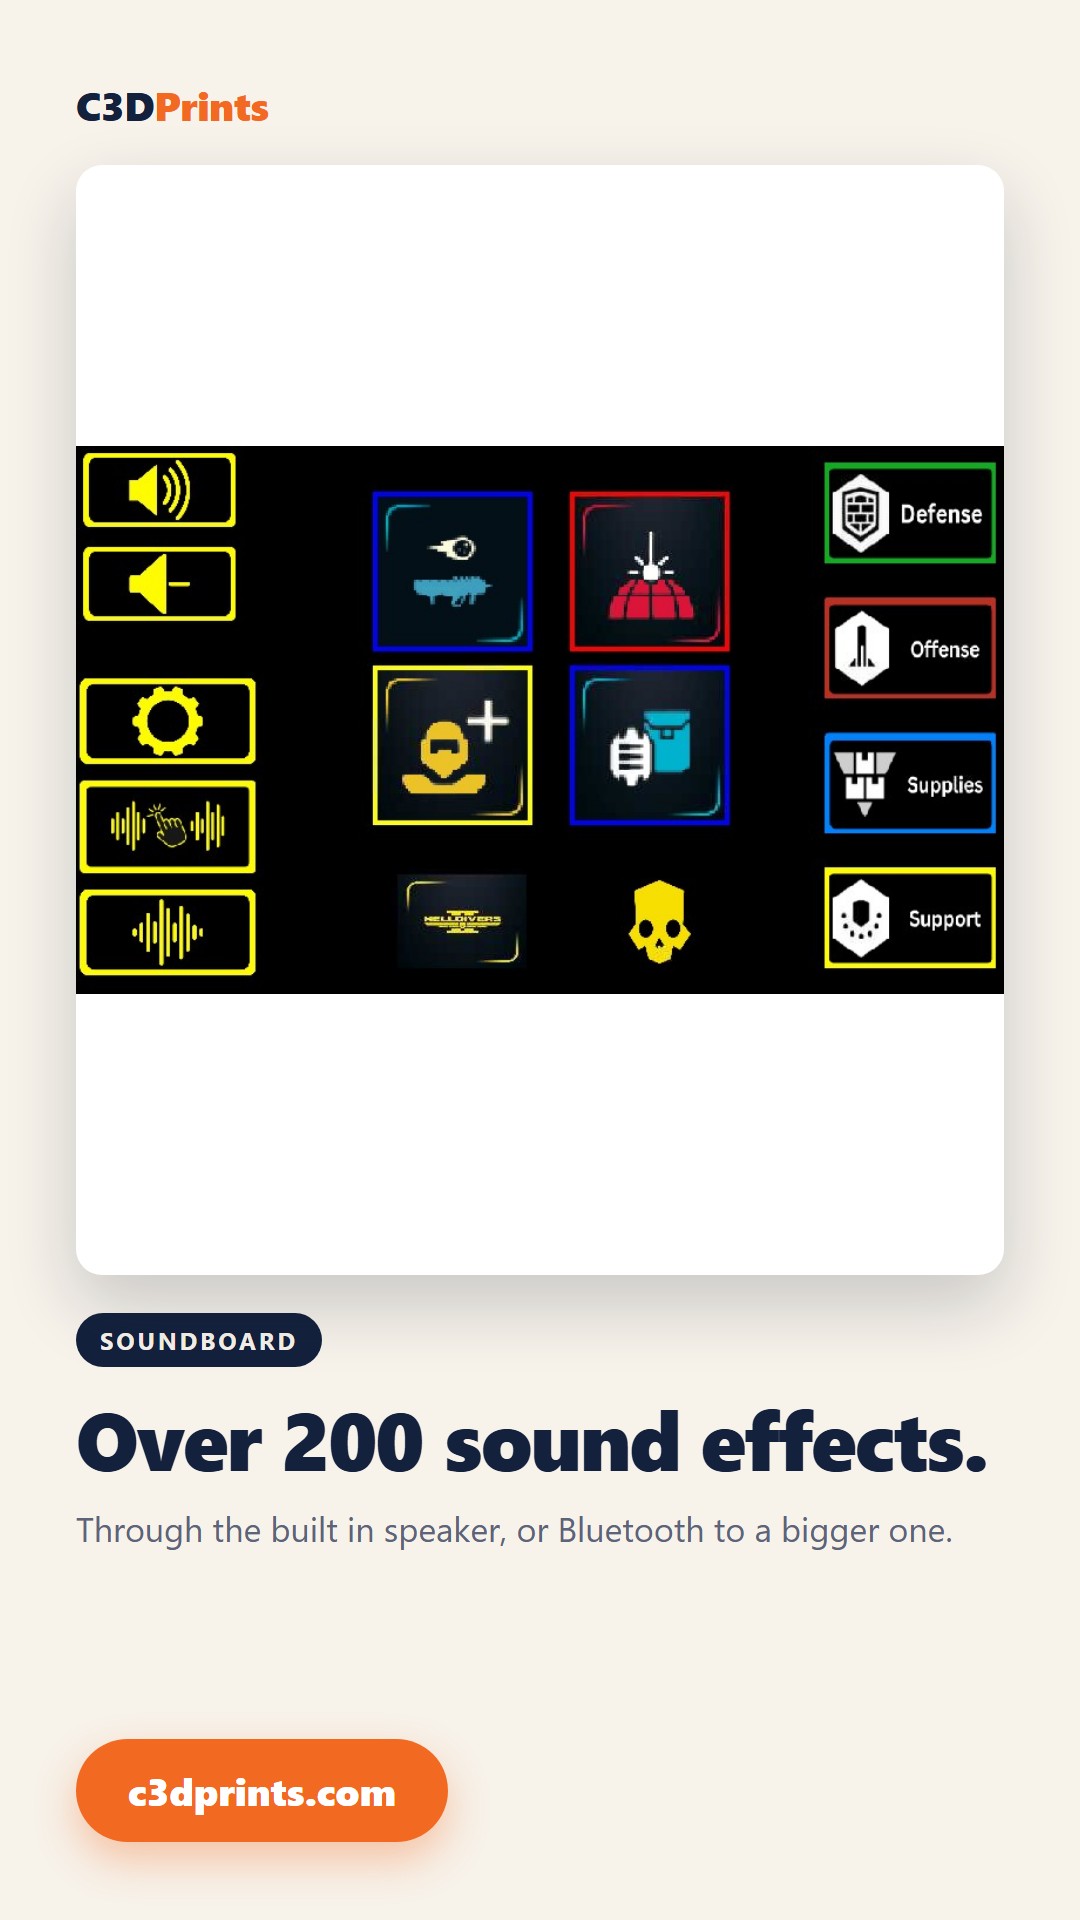 C3DPrints
Defense
Offense
Supplies
Support
HELLDIVERS
SOUNDBOARD
Over 200 sound effects.
Through the built in speaker, or Bluetooth to a bigger one.
c3dprints.com